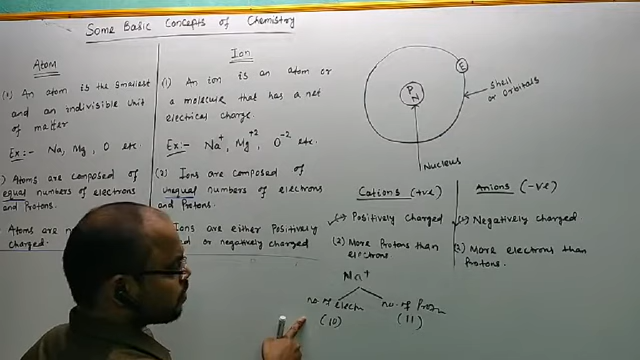 Some Basic Concepts of Chemistry
Atom
(1) An atom is the smallest
and an indivisible unit
of matter
Ex:- Na, Mg, O etc.
) Atoms are composed of
equal numbers of electrons
and Protons.
Atoms are
charged.
Ion
(1) An ion is an atom or
a molecule that has a net
electrical charge.
Ex:- Na⁺, Mg⁺², O⁻² etc.
(2) Ions are composed of
unequal numbers of electrons
and Protons.
Ions are either Positively
or negatively charged
E
P
N
Shell
or Orbitals
Nucleus
Cations (+ve)
Positively charged
(2) More Protons than
electrons.
Na⁺
no. of electn
(10)
no. of Protn
(11)
Anions (-ve)
Negatively charged
(2) More electrons than
Protons.